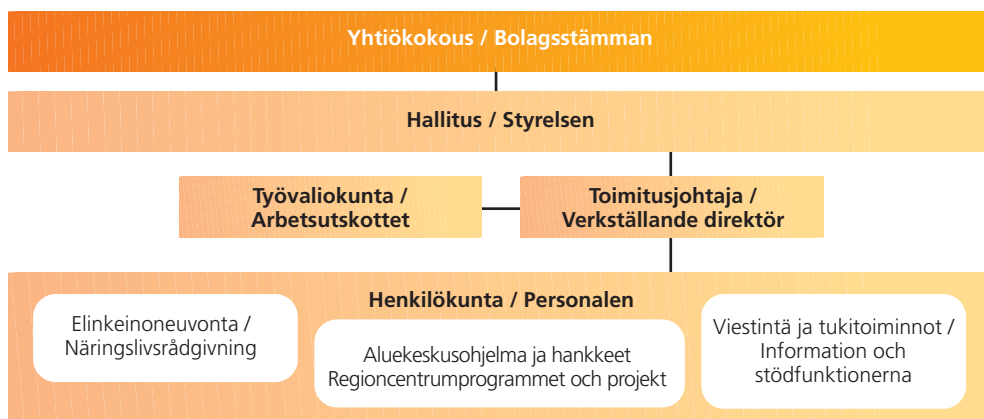 Yhtiökokous / Bolagsstämman
Hallitus / Styrelsen
Työvaliokunta /
Arbetsutskottet
Toimitusjohtaja /
Verkställande direktör
Henkilökunta / Personalen
Elinkeinoneuvonta /
Näringslivsrådgivning
Aluekeskusohjelma ja hankkeet
Regioncentrumprogrammet och projekt
Viestintä ja tukitoiminnot /
Information och
stödfunktionerna